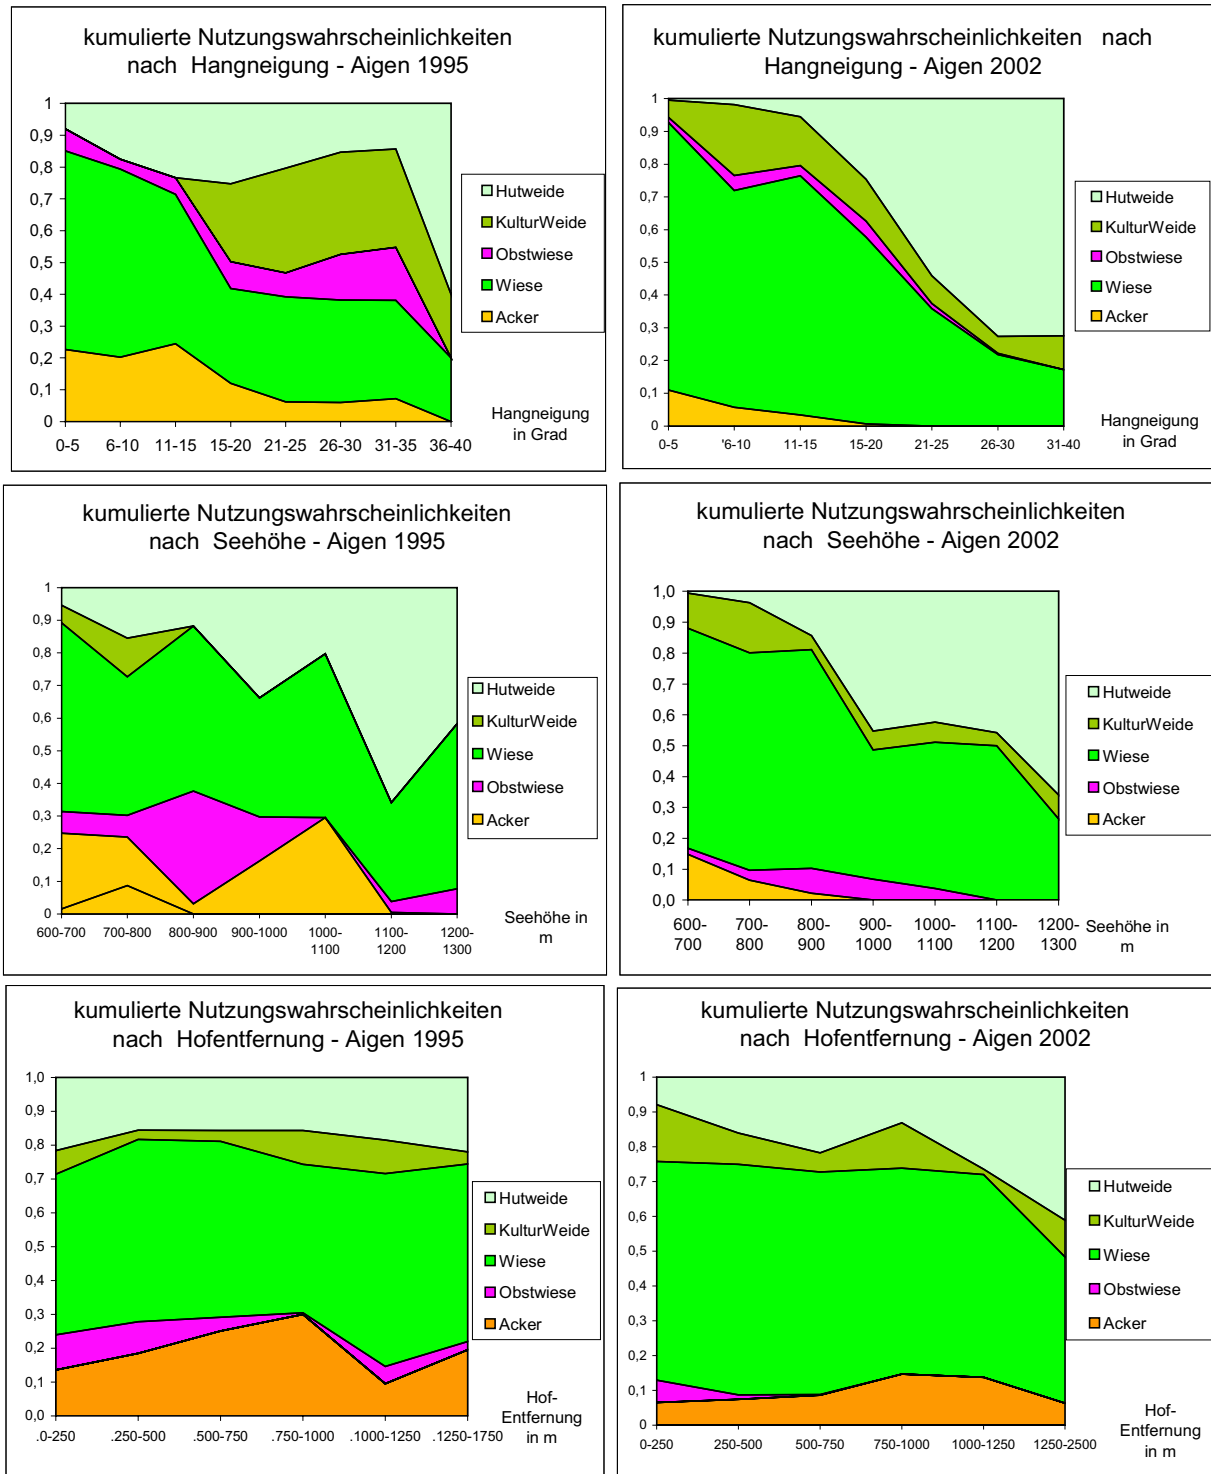 kumulierte Nutzungswahrscheinlichkeiten
nach Hangneigung - Aigen 1995
1
0,9
0,8
0,7
0,6
0,5
0,4
0,3
0,2
0,1
0
0-5 6-10 11-15 15-20 21-25 26-30 31-35 36-40
Hangneigung
in Grad
Hutweide
KulturWeide
Obstwiese
Wiese
Acker
kumulierte Nutzungswahrscheinlichkeiten nach
Hangneigung - Aigen 2002
1
0,9
0,8
0,7
0,6
0,5
0,4
0,3
0,2
0,1
0
0-5 6-10 11-15 15-20 21-25 26-30 31-40
Hangneigung
in Grad
Hutweide
KulturWeide
Obstwiese
Wiese
Acker
kumulierte Nutzungswahrscheinlichkeiten
nach Seehöhe - Aigen 1995
1
0,9
0,8
0,7
0,6
0,5
0,4
0,3
0,2
0,1
0
600-700 700-800 800-900 900-1000 1000- 1100- 1200-
1100 1200 1300
Seehöhe in
m
Hutweide
KulturWeide
Wiese
Obstwiese
Acker
kumulierte Nutzungswahrscheinlichkeiten
nach Seehöhe - Aigen 2002
1,0
0,9
0,8
0,7
0,6
0,5
0,4
0,3
0,2
0,1
0,0
600- 700- 800- 900- 1000- 1100- 1200-
700 800 900 1000 1100 1200 1300
Seehöhe in
m
Hutweide
KulturWeide
Wiese
Obstwiese
Acker
kumulierte Nutzungswahrscheinlichkeiten
nach Hofentfernung - Aigen 1995
1,0
0,9
0,8
0,7
0,6
0,5
0,4
0,3
0,2
0,1
0,0
.0-250 .250-500 .500-750 .750-1000 .1000-1250 .1250-1750
Hof-
Entfernung
in m
Hutweide
KulturWeide
Wiese
Obstwiese
Acker
kumulierte Nutzungswahrscheinlichkeiten
nach Hofentfernung - Aigen 2002
1
0,9
0,8
0,7
0,6
0,5
0,4
0,3
0,2
0,1
0
0-250 250-500 500-750 750-1000 1000-1250 1250-2500
Hof-
Entfernung
in m
Hutweide
KulturWeide
Wiese
Obstwiese
Acker